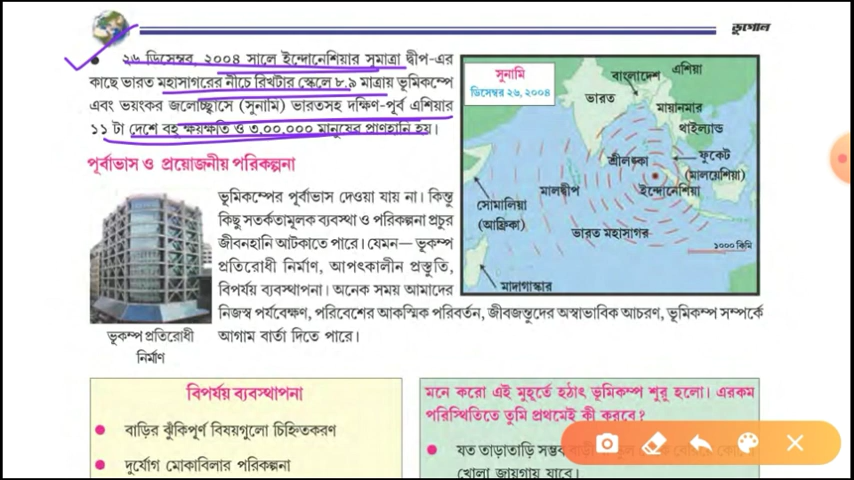 ভূগোল
● ২৬ ডিসেম্বর, ২০০৪ সালে ইন্দোনেশিয়ার সুমাত্রা দ্বীপ-এর
কাছে ভারত মহাসাগরের নীচে রিখটার স্কেলে ৮.৯ মাত্রায় ভূমিকম্পে
এবং ভয়ংকর জলোচ্ছ্বাসে (সুনামি) ভারতসহ দক্ষিণ-পূর্ব এশিয়ার
১১ টা দেশে বহু ক্ষয়ক্ষতি ও ৩,০০,০০০ মানুষের প্রাণহানি হয়।
সুনামি
ডিসেম্বর ২৬, ২০০৪
বাংলাদেশ
এশিয়া
ভারত
মায়ানমার
থাইল্যান্ড
শ্রীলঙ্কা
ফুকেট
(মালয়েশিয়া)
মালদ্বীপ
ইন্দোনেশিয়া
সোমালিয়া
(আফ্রিকা)
ভারত মহাসাগর
১০০০ কিমি
মাদাগাস্কার
পূর্বাভাস ও প্রয়োজনীয় পরিকল্পনা
ভূমিকম্পের পূর্বাভাস দেওয়া যায় না। কিন্তু
কিছু সতর্কতামূলক ব্যবস্থা ও পরিকল্পনা প্রচুর
জীবনহানি আটকাতে পারে। যেমন— ভূকম্প
প্রতিরোধী নির্মাণ, আপৎকালীন প্রস্তুতি,
বিপর্যয় ব্যবস্থাপনা। অনেক সময় আমাদের
নিজস্ব পর্যবেক্ষণ, পরিবেশের আকস্মিক পরিবর্তন, জীবজন্তুদের অস্বাভাবিক আচরণ, ভূমিকম্প সম্পর্কে
আগাম বার্তা দিতে পারে।
ভূকম্প প্রতিরোধী
নির্মাণ
বিপর্যয় ব্যবস্থাপনা
● বাড়ির ঝুঁকিপূর্ণ বিষয়গুলো চিহ্নিতকরণ
● দুর্যোগ মোকাবিলার পরিকল্পনা
মনে করো এই মুহূর্তে হঠাৎ ভূমিকম্প শুরু হলো। এরকম
পরিস্থিতিতে তুমি প্রথমেই কী করবে?
● যত তাড়াতাড়ি সম্ভব
খোলা জায়গায় যাবে।